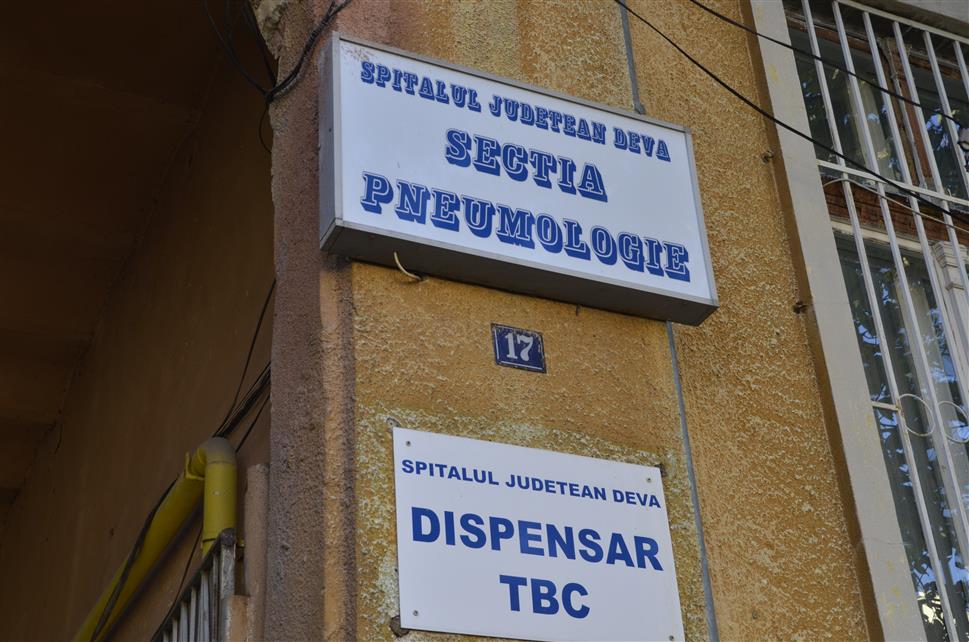 SPITALUL JUDETEAN DEVA
SECTIA
PNEUMOLOGIE
17
SPITALUL JUDETEAN DEVA
DISPENSAR
TBC